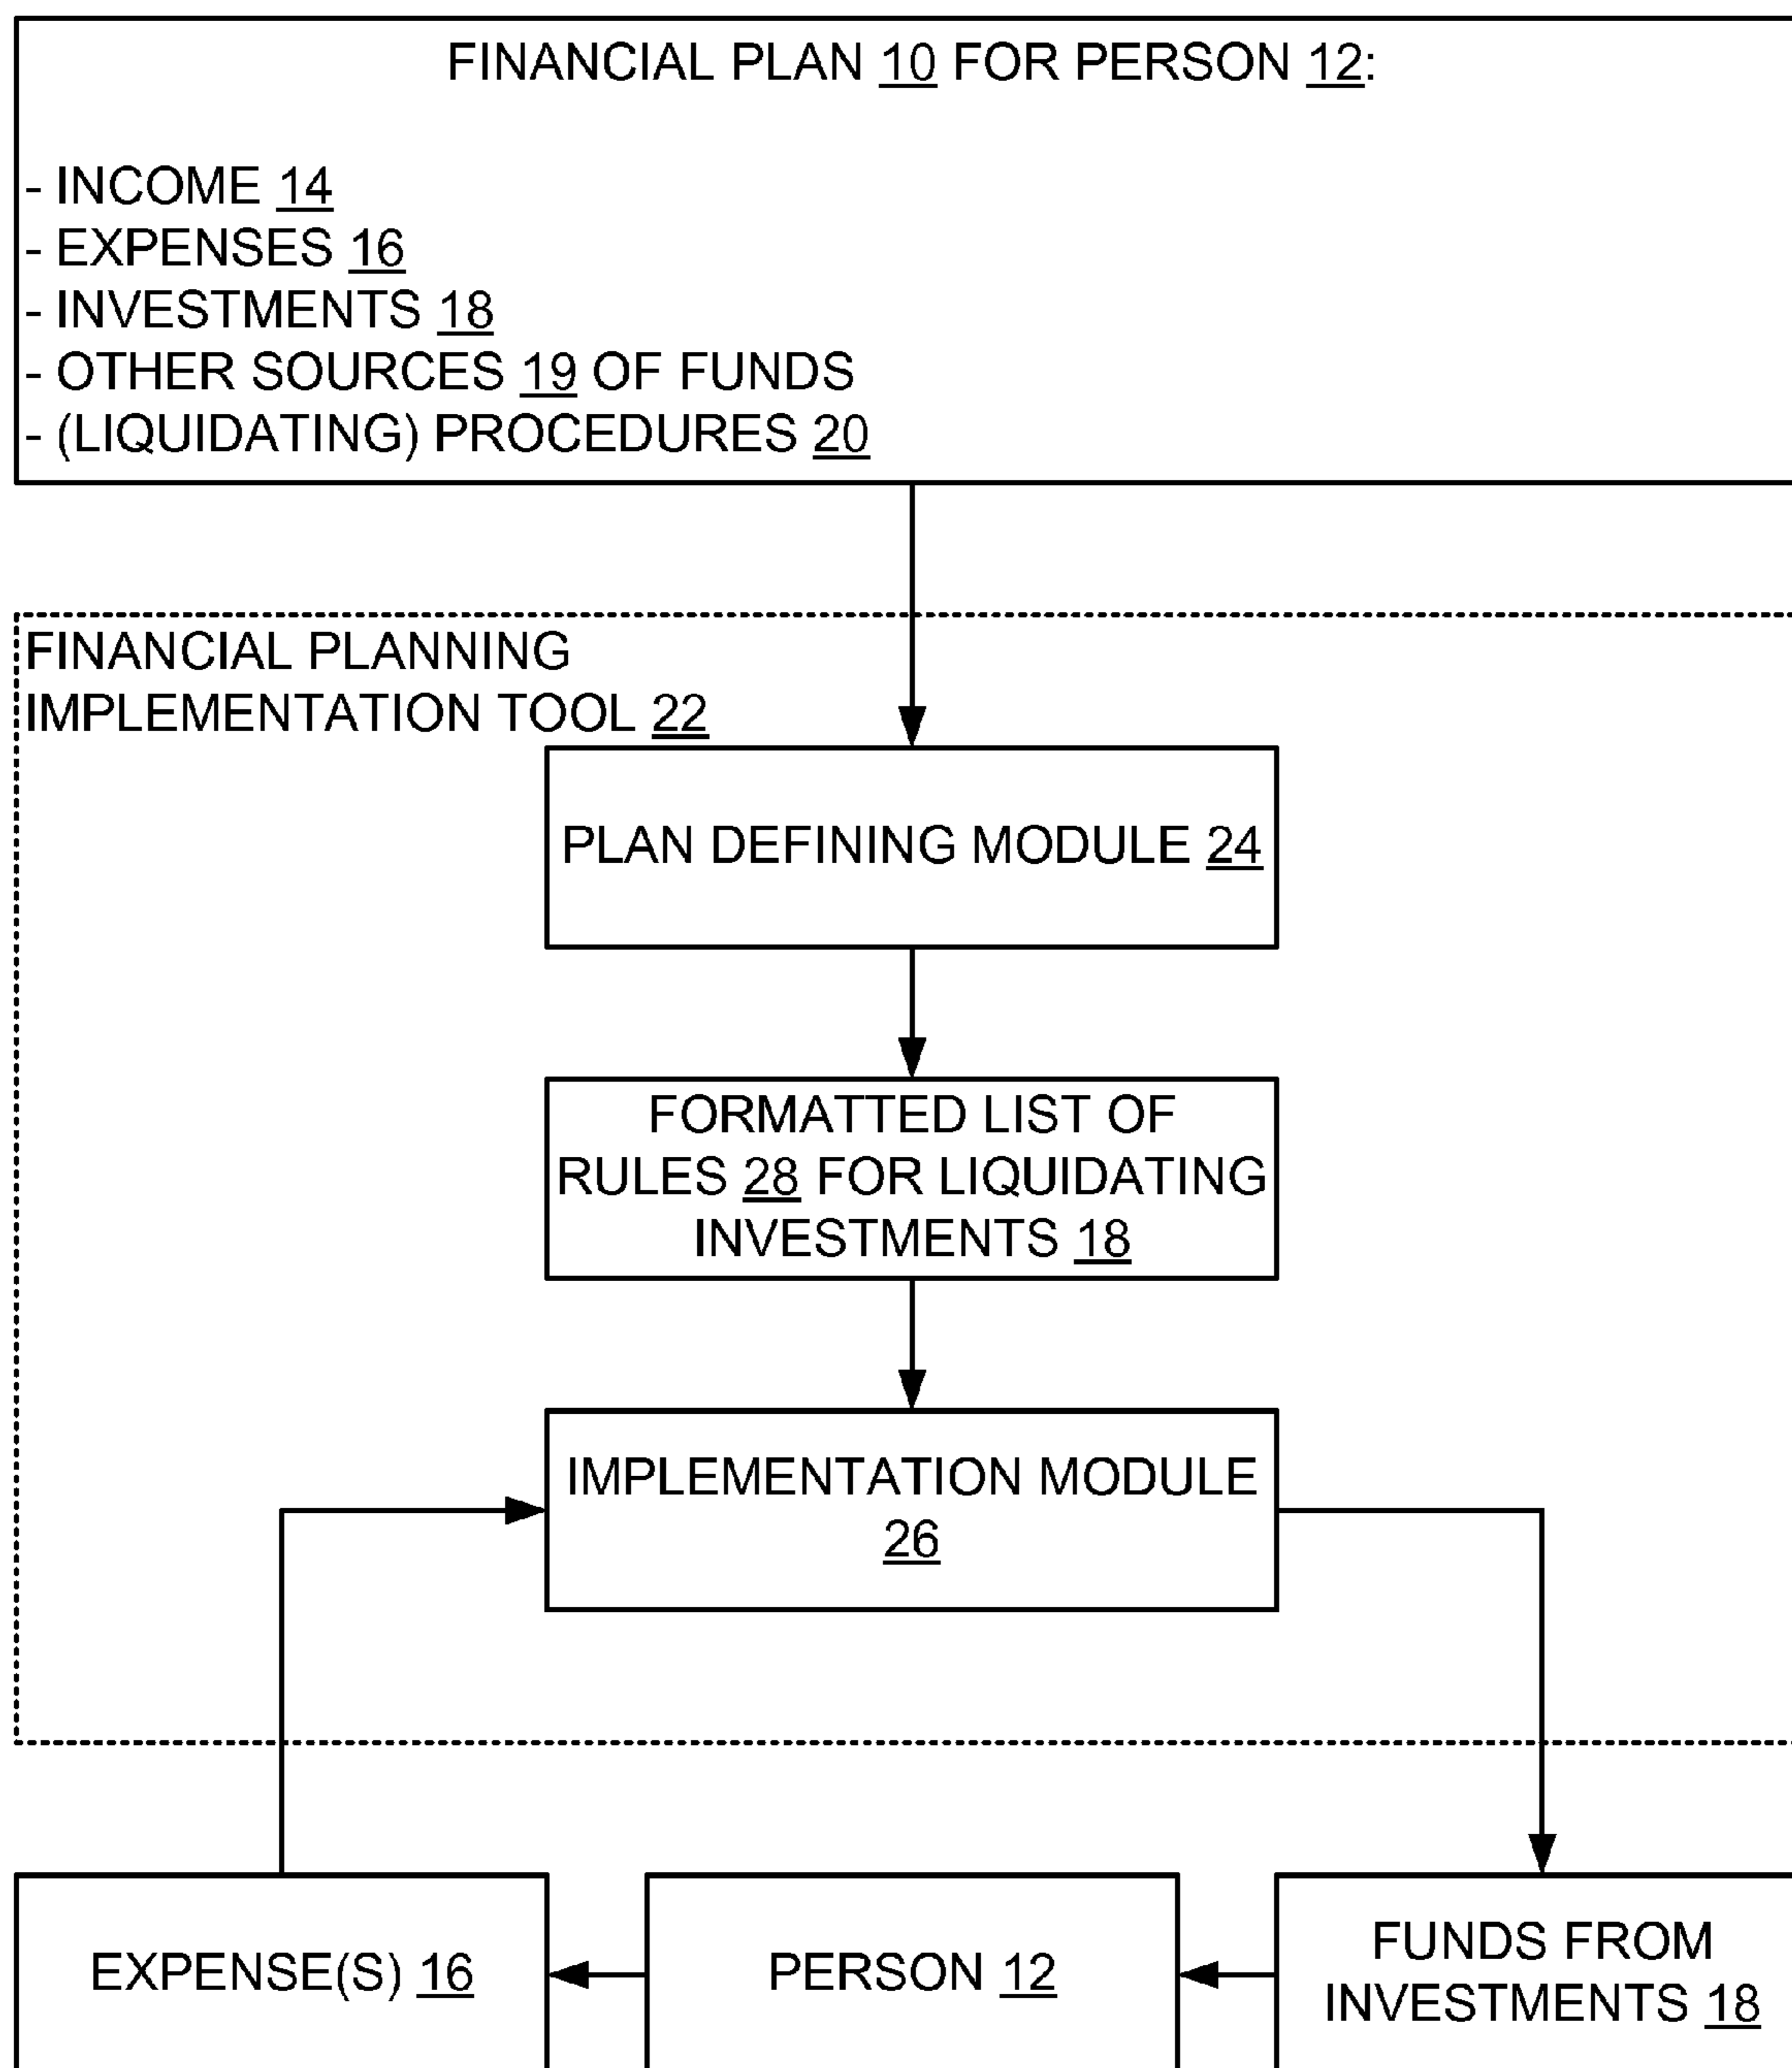 FINANCIAL PLAN 10 FOR PERSON 12:
- INCOME 14
- EXPENSES 16
- INVESTMENTS 18
- OTHER SOURCES 19 OF FUNDS
- (LIQUIDATING) PROCEDURES 20
FINANCIAL PLANNING
IMPLEMENTATION TOOL 22
PLAN DEFINING MODULE 24
FORMATTED LIST OF
RULES 28 FOR LIQUIDATING
INVESTMENTS 18
IMPLEMENTATION MODULE
26
EXPENSE(S) 16
PERSON 12
FUNDS FROM
INVESTMENTS 18